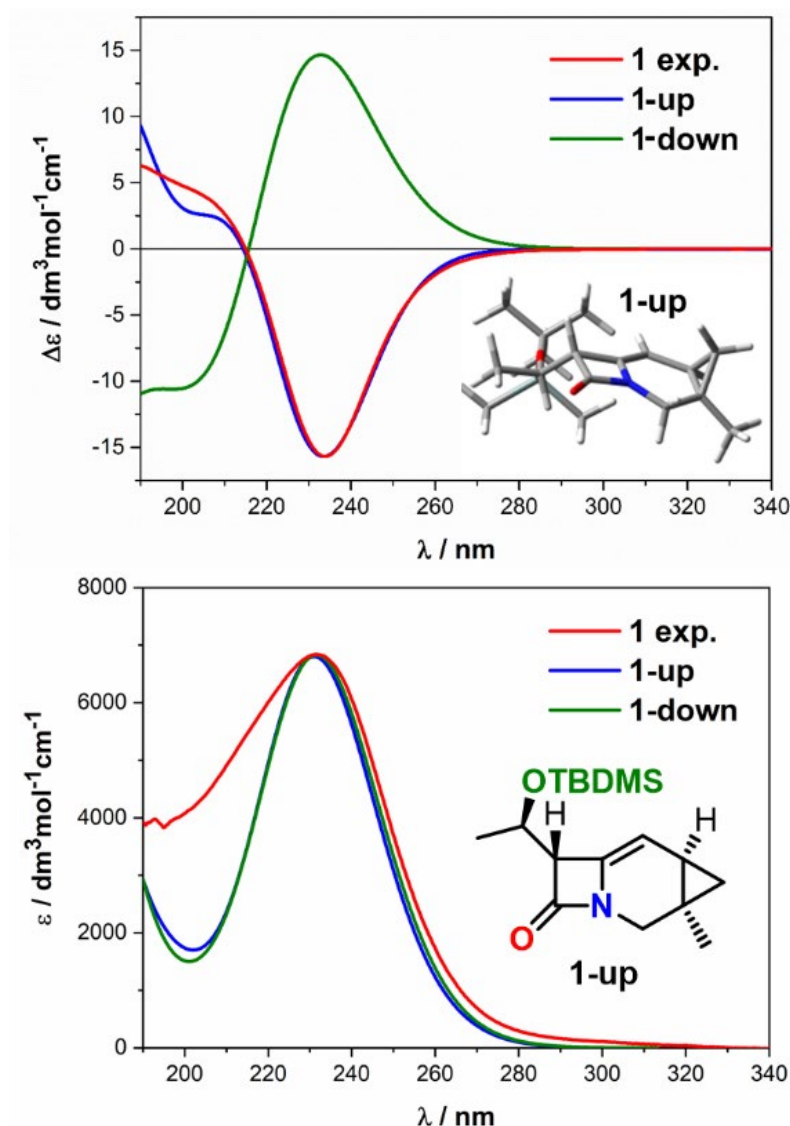 15
10
5
0
-5
-10
-15
Δε / dm³mol⁻¹cm⁻¹
1 exp.
1-up
1-down
1-up
200 220 240 260 280 300 320 340
λ / nm
8000
6000
4000
2000
0
ε / dm³mol⁻¹cm⁻¹
1 exp.
1-up
1-down
OTBDMS
H
H
N
O
1-up
200 220 240 260 280 300 320 340
λ / nm